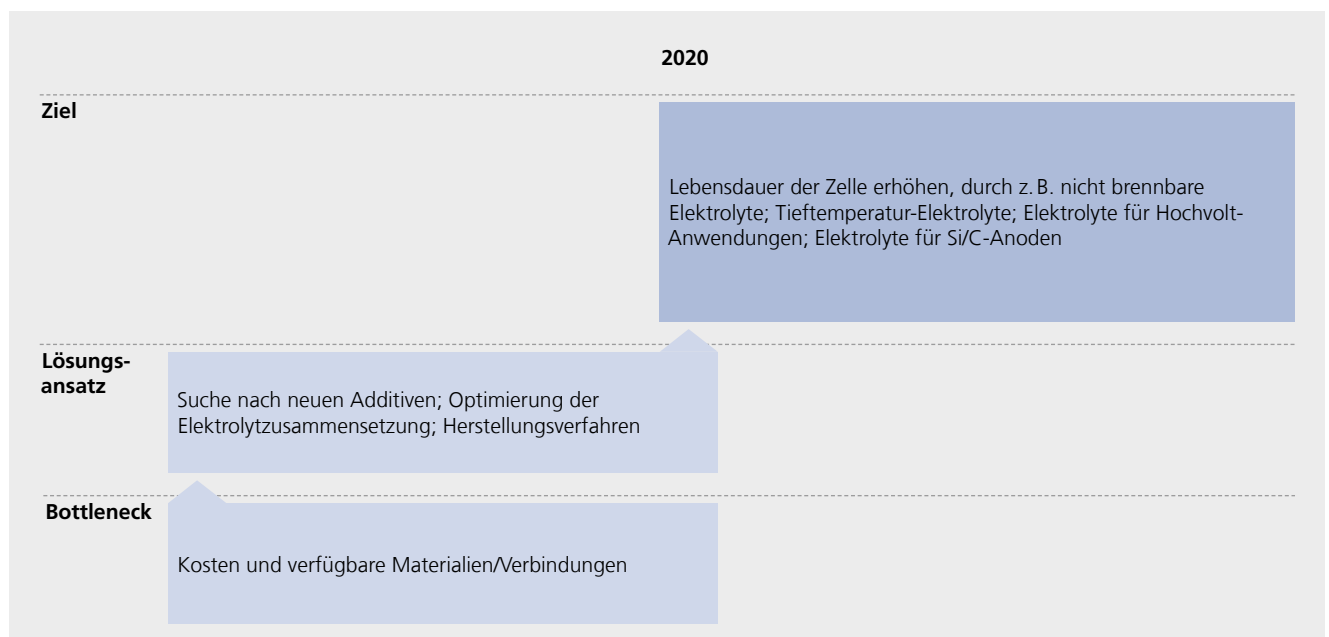 2020
Ziel
Lebensdauer der Zelle erhöhen, durch z. B. nicht brennbare
Elektrolyte; Tieftemperatur-Elektrolyte; Elektrolyte für Hochvolt-
Anwendungen; Elektrolyte für Si/C-Anoden
Lösungs-
ansatz
Suche nach neuen Additiven; Optimierung der
Elektrolytzusammensetzung; Herstellungsverfahren
Bottleneck
Kosten und verfügbare Materialien/Verbindungen